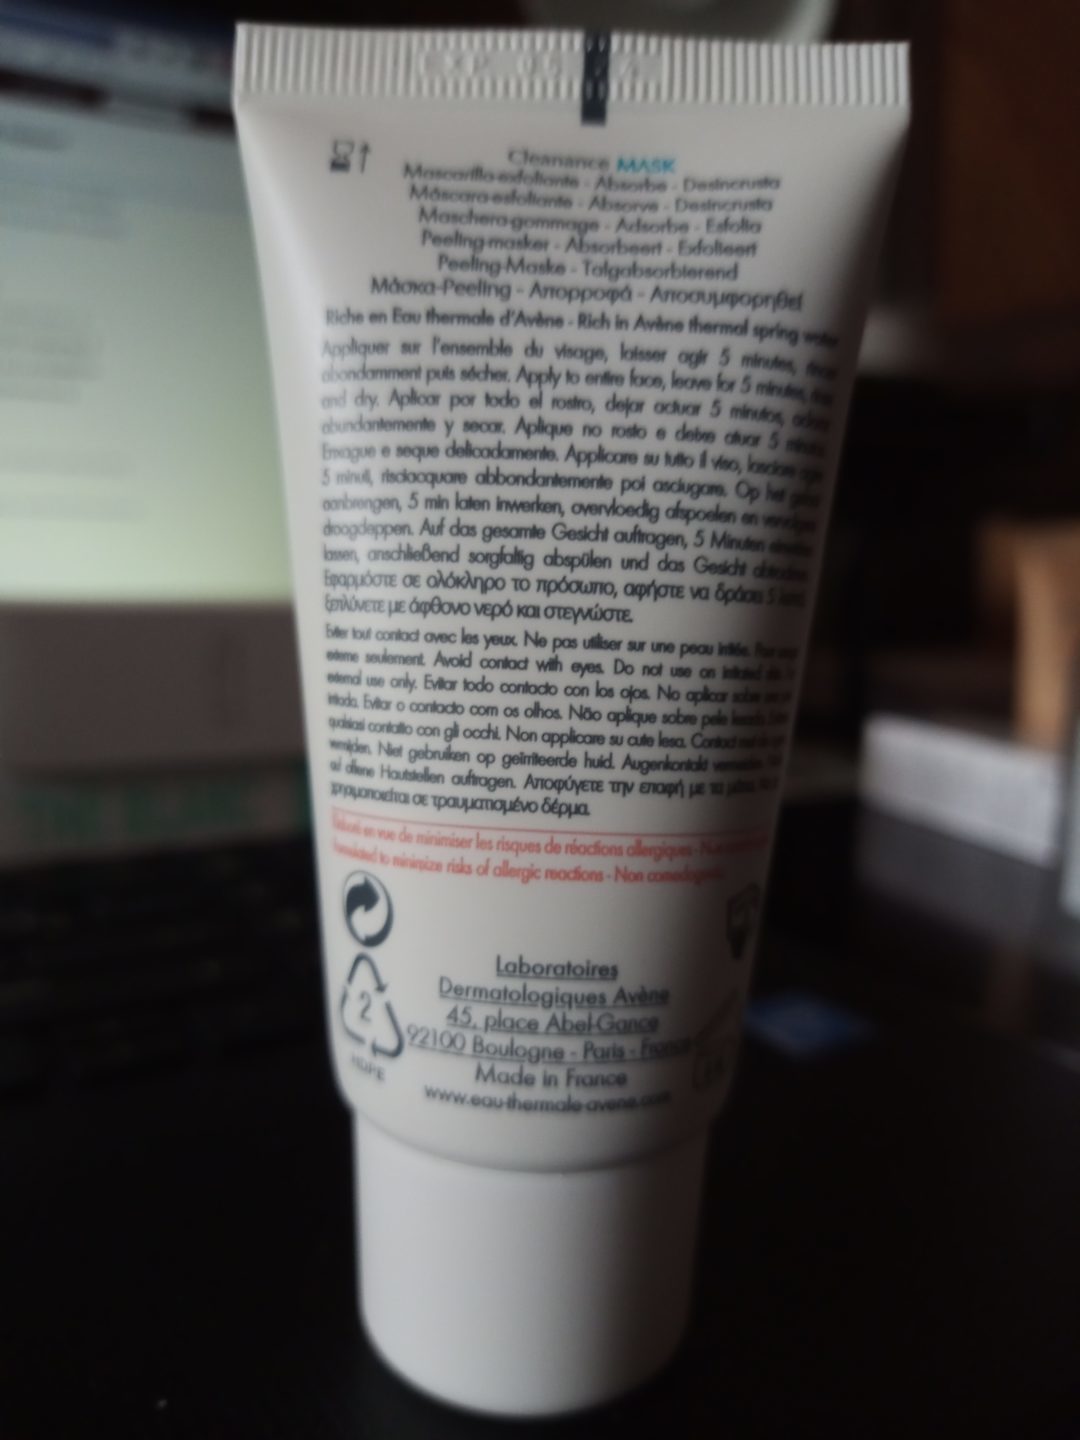 Cleanance MASK
Mascarilla-exfoliante - Absorbe - Desincrusta
Máscara-esfoliante - Absorve - Desincrusta
Maschera-gommage - Adsorbe - Esfolia
Peeling-masker - Absorbeert - Exfolieert
Peeling-Maske - Talgabsorbierend
Μάσκα-Peeling - Απορροφά - Αποσυμφορηθεί
Riche en Eau thermale d'Avène - Rich in Avène thermal spring water
Appliquer sur l'ensemble du visage, laisser agir 5 minutes,
abondamment puis sécher. Apply to entire face, leave for 5 minutes,
and dry. Aplicar por todo el rostro, dejar actuar 5 minutos,
abundantemente y secar. Aplique no rosto e deixe atuar 5
Enxague e seque delicadamente. Applicare su tutto il viso, lasciare
5 minuti, risciacquare abbondantemente poi asciugare. Op het
aanbrengen, 5 min laten inwerken, overvloedig afspoelen en
droogdeppen. Auf das gesamte Gesicht auftragen, 5 Minuten
lassen, anschließend sorgfältig abspülen und das Gesicht
Εφαρμόστε σε ολόκληρο το πρόσωπο, αφήστε να δράσει 5
ξεπλύνετε με άφθονο νερό και στεγνώστε.
Eviter tout contact avec les yeux. Ne pas utiliser sur une peau irritée.
externe seulement. Avoid contact with eyes. Do not use on irritated
external use only. Evitar todo contacto con los ojos. No aplicar
irritada. Evitar o contacto com os olhos. Não aplique sobre pele
qualsiasi contatto con gli occhi. Non applicare su cute lesa. Contact
vermijden. Niet gebruiken op geïrriteerde huid. Augenkontakt
auf offene Hautstellen auftragen. Αποφύγετε την επαφή με τα
χρησιμοποιείται σε τραυματισμένο δέρμα.
en vue de minimiser les risques de réactions allergiques -
Formulated to minimize risks of allergic reactions - Non comedogenic
2
HDPE
Laboratoires
Dermatologiques Avène
45, place Abel-Gance
92100 Boulogne - Paris - France
Made in France
www.eau-thermale-avene.com